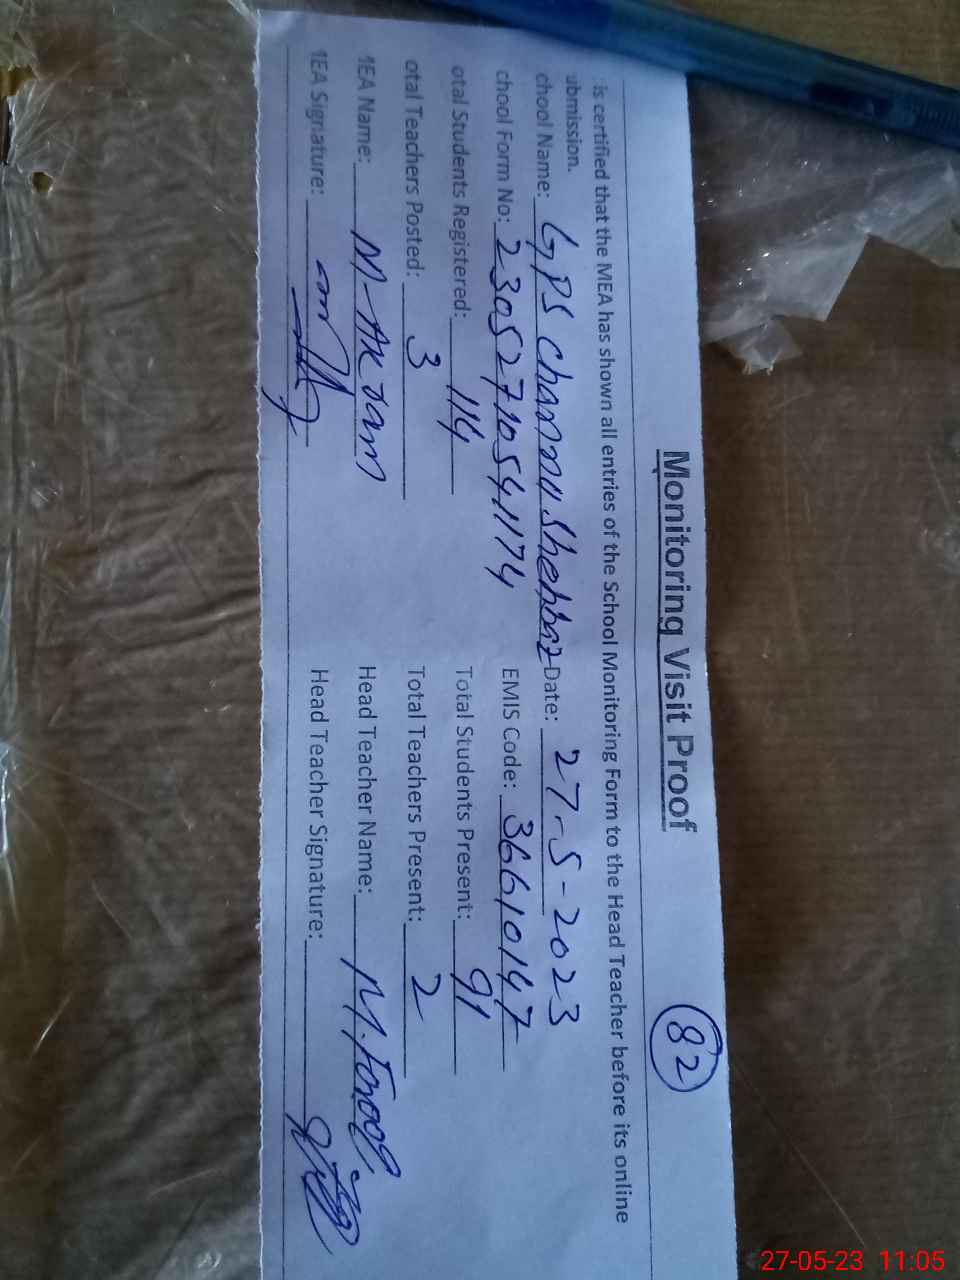 Monitoring Visit Proof
82
is certified that the MEA has shown all entries of the School Monitoring Form to the Head Teacher before its online
ubmission.
chool Name: GPS Channu Shehbaz Date: 27-5-2023
chool Form No: 23052710541174 EMIS Code: 36610147
otal Students Registered: 114 Total Students Present: 91
otal Teachers Posted: 3 Total Teachers Present: 2
MEA Name: M-Akram Head Teacher Name: M.
MEA Signature: Head Teacher Signature:
27-05-23 11:05